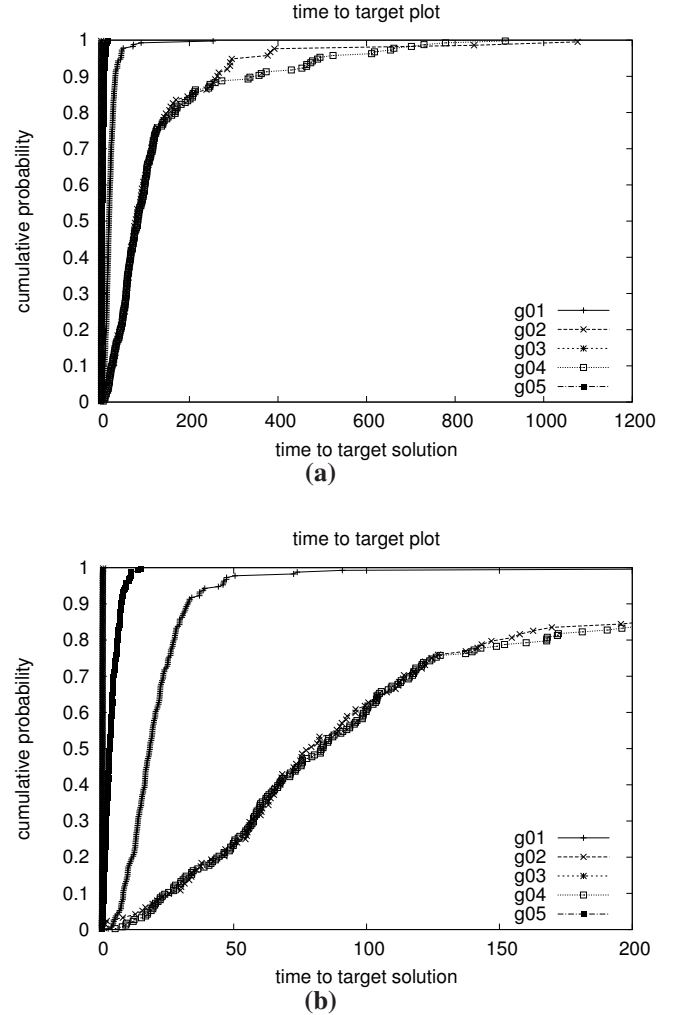 time to target plot
1
0.9
0.8
0.7
0.6
0.5
0.4
0.3
0.2
0.1
0
cumulative probability
g01
g02
g03
g04
g05
0 200 400 600 800 1000 1200
time to target solution
(a)
time to target plot
1
0.9
0.8
0.7
0.6
0.5
0.4
0.3
0.2
0.1
0
cumulative probability
g01
g02
g03
g04
g05
0 50 100 150 200
time to target solution
(b)